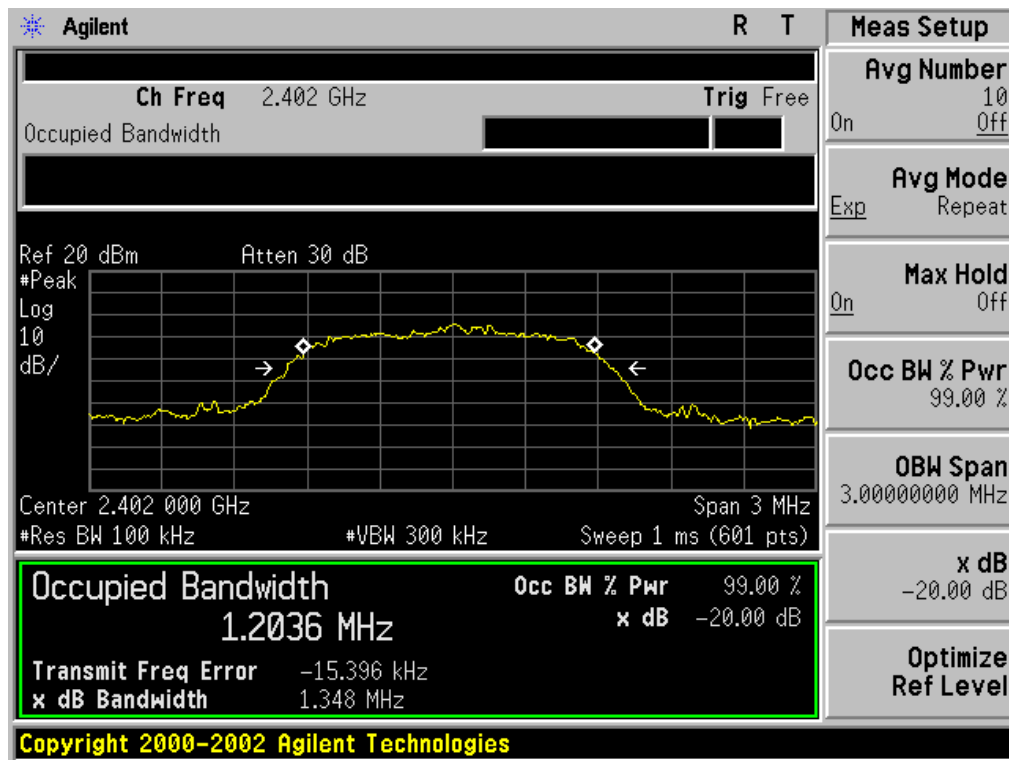 Agilent R T
Meas Setup
Ch Freq 2.402 GHz Trig Free
Occupied Bandwidth
Ref 20 dBm Atten 30 dB
#Peak
Log
10
dB/
Center 2.402 000 GHz Span 3 MHz
#Res BW 100 kHz #VBW 300 kHz Sweep 1 ms (601 pts)
Occupied Bandwidth Occ BW % Pwr 99.00 %
1.2036 MHz x dB -20.00 dB
Transmit Freq Error -15.396 kHz
x dB Bandwidth 1.348 MHz
Copyright 2000-2002 Agilent Technologies
Avg Number
10
On Off
Avg Mode
Exp Repeat
Max Hold
On Off
Occ BW % Pwr
99.00 %
OBW Span
3.00000000 MHz
x dB
-20.00 dB
Optimize
Ref Level